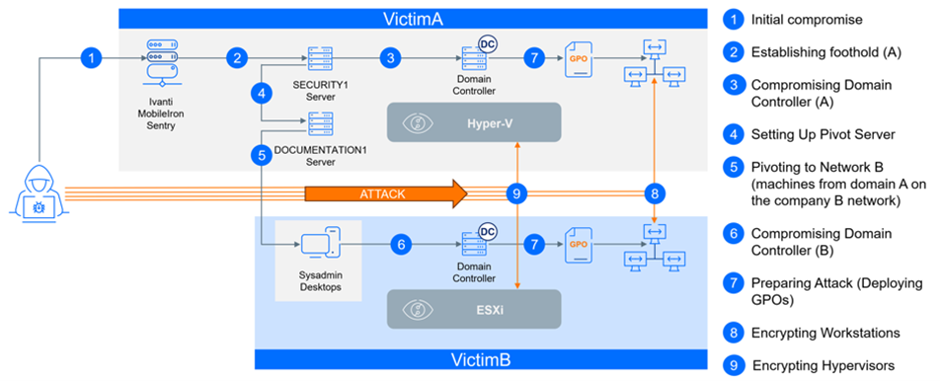 VictimA
1
Ivanti
MobileIron
Sentry
2
SECURITY1
Server
3
DC
Domain
Controller
7
GPO
4
DOCUMENTATION1
Server
Hyper-V
5
ATTACK
9
8
Sysadmin
Desktops
6
DC
Domain
Controller
7
GPO
ESXi
VictimB
1 Initial compromise
2 Establishing foothold (A)
3 Compromising Domain
Controller (A)
4 Setting Up Pivot Server
5 Pivoting to Network B
(machines from domain A on
the company B network)
6 Compromising Domain
Controller (B)
7 Preparing Attack (Deploying
GPOs)
8 Encrypting Workstations
9 Encrypting Hypervisors